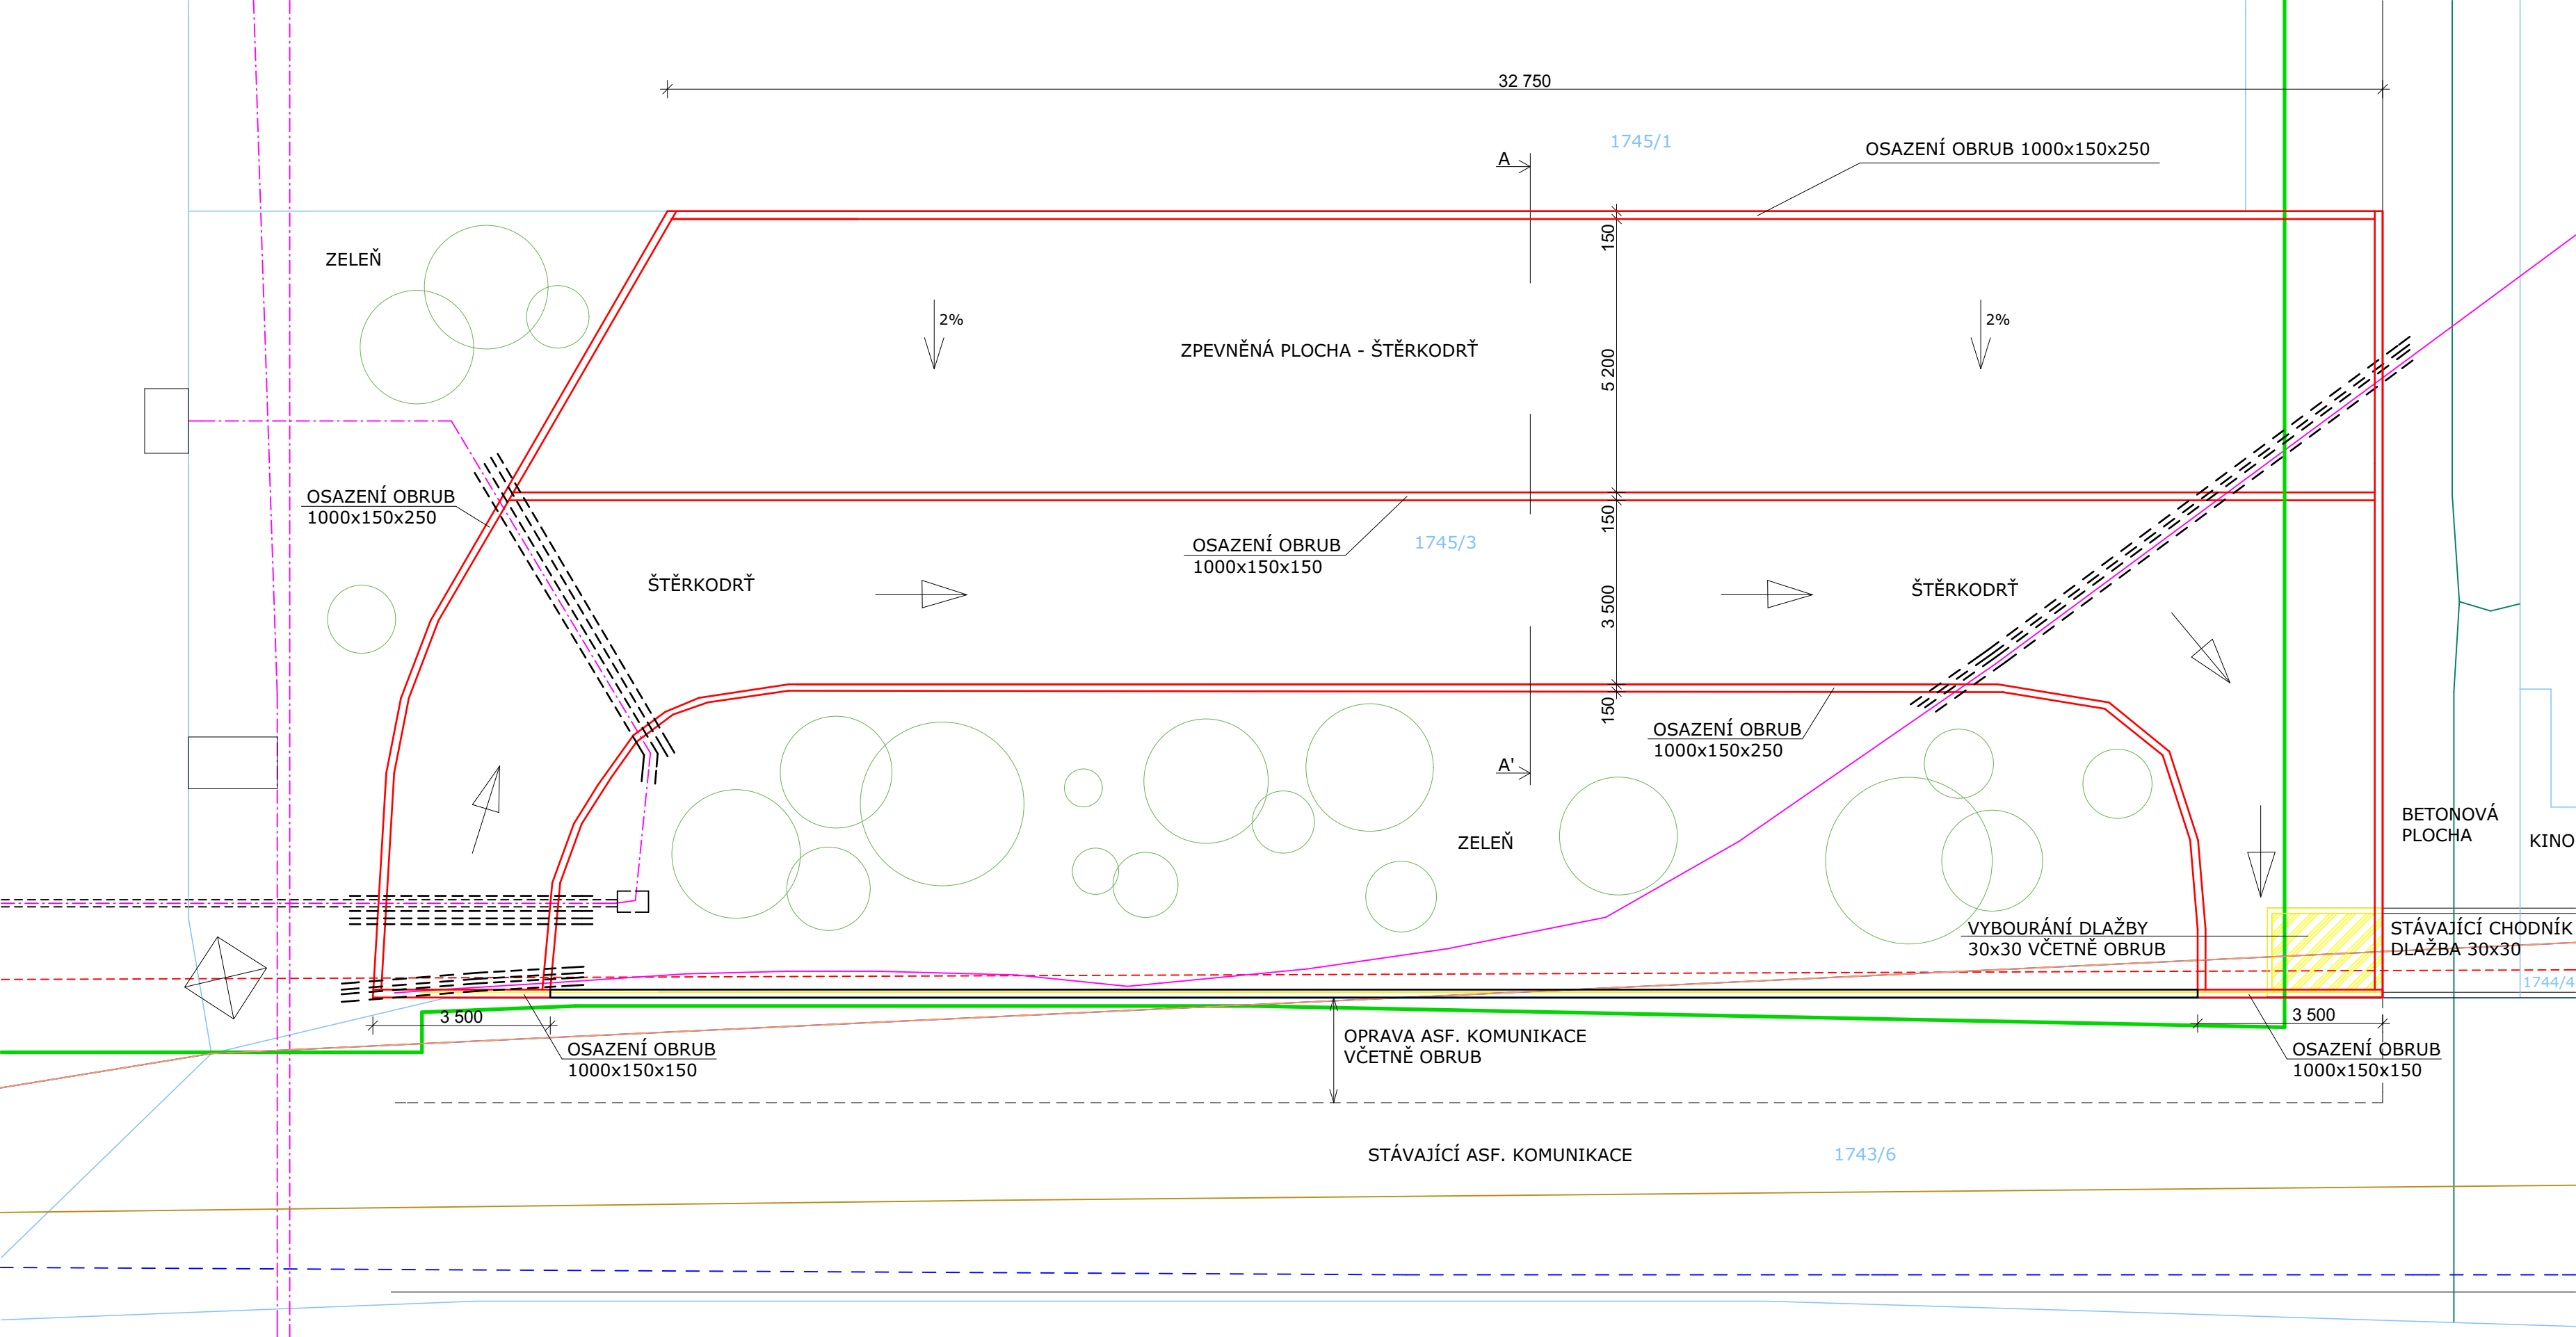 32 750
1745/1
A
OSAZENÍ OBRUB 1000x150x250
150
ZELEŇ
2%
2%
ZPEVNĚNÁ PLOCHA - ŠTĚRKODRŤ
5 200
OSAZENÍ OBRUB
1000x150x250
150
OSAZENÍ OBRUB
1000x150x150
1745/3
ŠTĚRKODRŤ
3 500
ŠTĚRKODRŤ
150
OSAZENÍ OBRUB
1000x150x250
A'
ZELEŇ
BETONOVÁ
PLOCHA
KINO
VYBOURÁNÍ DLAŽBY
30x30 VČETNĚ OBRUB
STÁVAJÍCÍ CHODNÍK
DLAŽBA 30x30
1744/4
3 500
3 500
OPRAVA ASF. KOMUNIKACE
VČETNĚ OBRUB
OSAZENÍ OBRUB
1000x150x150
OSAZENÍ OBRUB
1000x150x150
STÁVAJÍCÍ ASF. KOMUNIKACE
1743/6